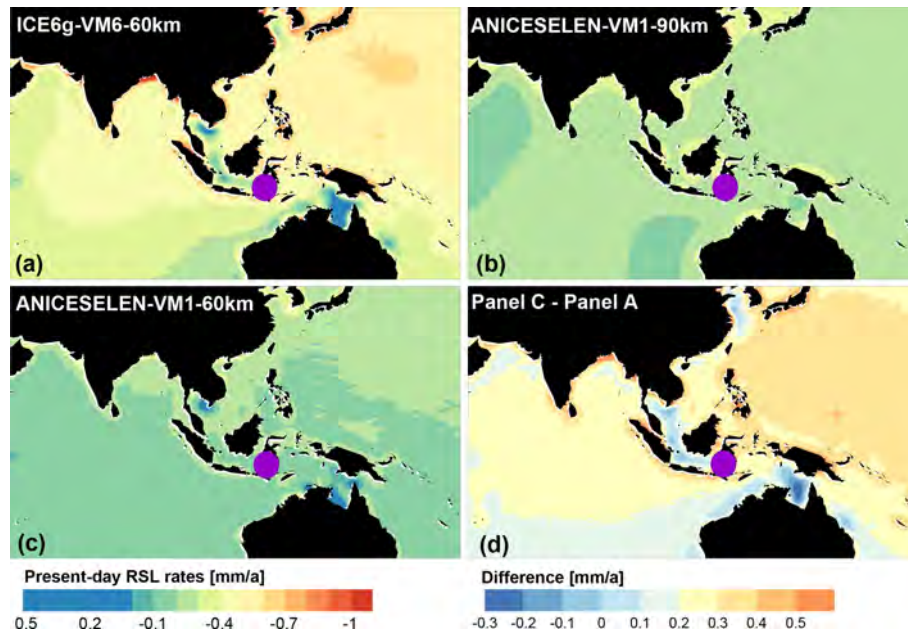 ICE6g-VM6-60km
ANICESELEN-VM1-90km
(a)
(b)
ANICESELEN-VM1-60km
Panel C - Panel A
(c)
(d)
Present-day RSL rates [mm/a]
Difference [mm/a]
0.5 0.2 -0.1 -0.4 -0.7 -1
-0.3 -0.2 -0.1 0 0.1 0.2 0.3 0.5